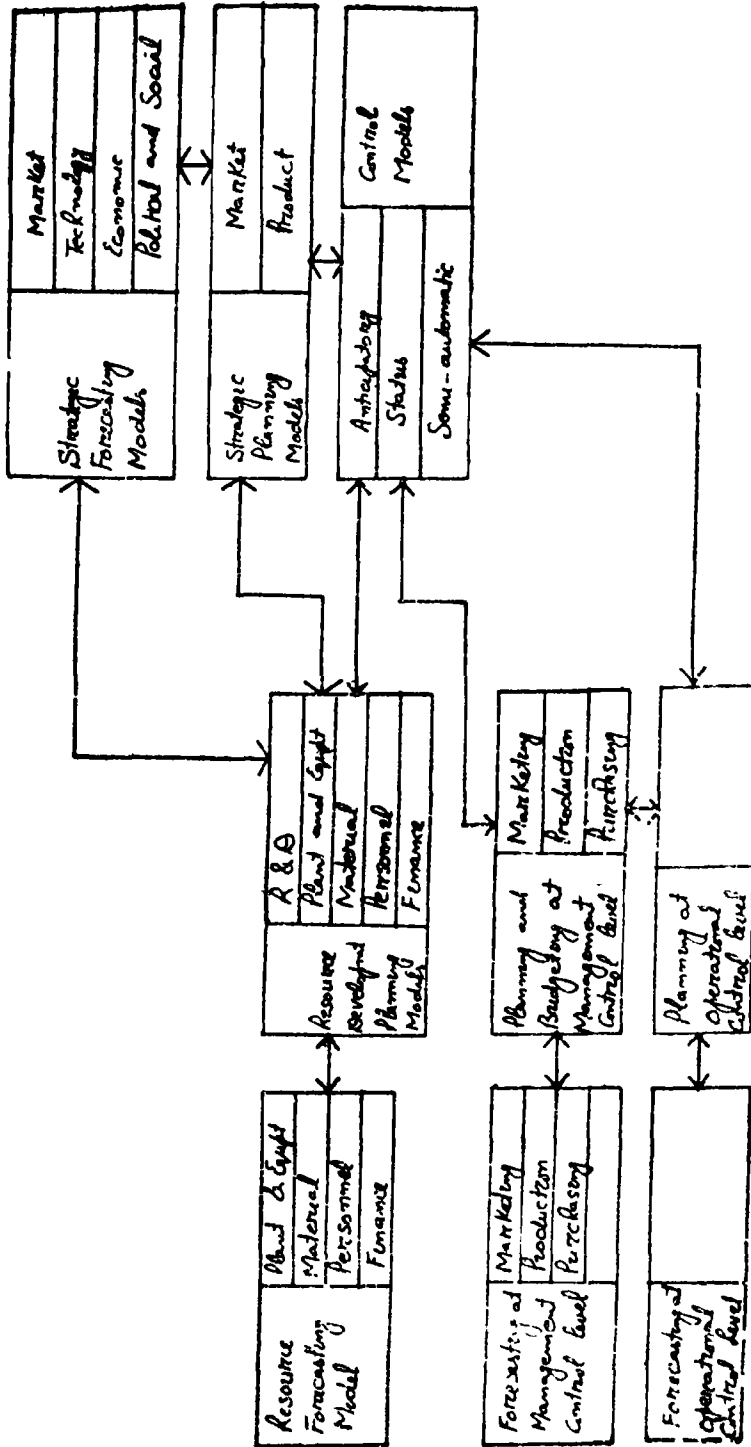 Strategic
Forecasting
Models
Market
Technology
Economic
Political and Social
Strategic
Planning
Models
Market
Product
Anticipatory
Status
Semi-automatic
Control
Models
Resource
Developmt
Planning
Models
R & D
Plant and Eqipt
Material
Personnel
Finance
Resource
Forecasting
Model
Plant & Eqipt
Material
Personnel
Finance
Planning and
Budgeting at
Management
Control level
Marketing
Production
Purchasing
Forecasting at
Management
Control level
Marketing
Production
Purchasing
Planning at
operational
Control level
Forecasting at
operational
Control Level